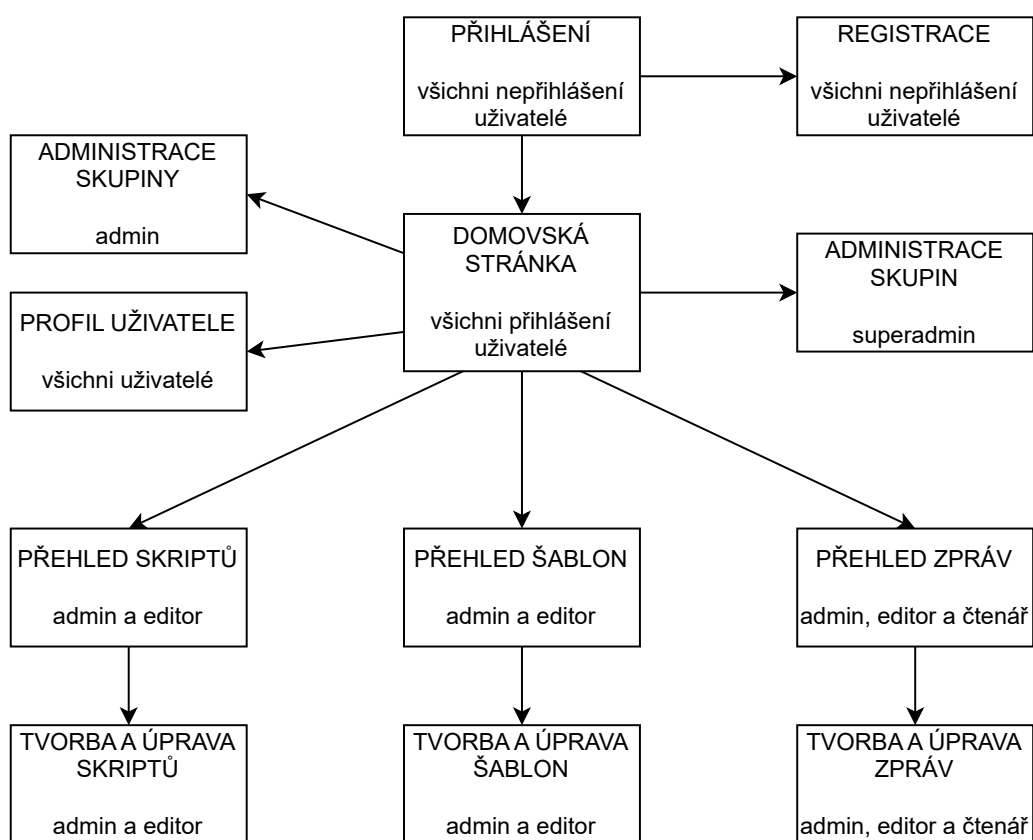 PŘIHLÁŠENÍ
všichni nepřihlášení
uživatelé
REGISTRACE
všichni nepřihlášení
uživatelé
ADMINISTRACE
SKUPINY
admin
DOMOVSKÁ
STRÁNKA
všichni přihlášení
uživatelé
ADMINISTRACE
SKUPIN
superadmin
PROFIL UŽIVATELE
všichni uživatelé
PŘEHLED SKRIPTŮ
admin a editor
PŘEHLED ŠABLON
admin a editor
PŘEHLED ZPRÁV
admin, editor a čtenář
TVORBA A ÚPRAVA
SKRIPTŮ
admin a editor
TVORBA A ÚPRAVA
ŠABLON
admin a editor
TVORBA A ÚPRAVA
ZPRÁV
admin, editor a čtenář